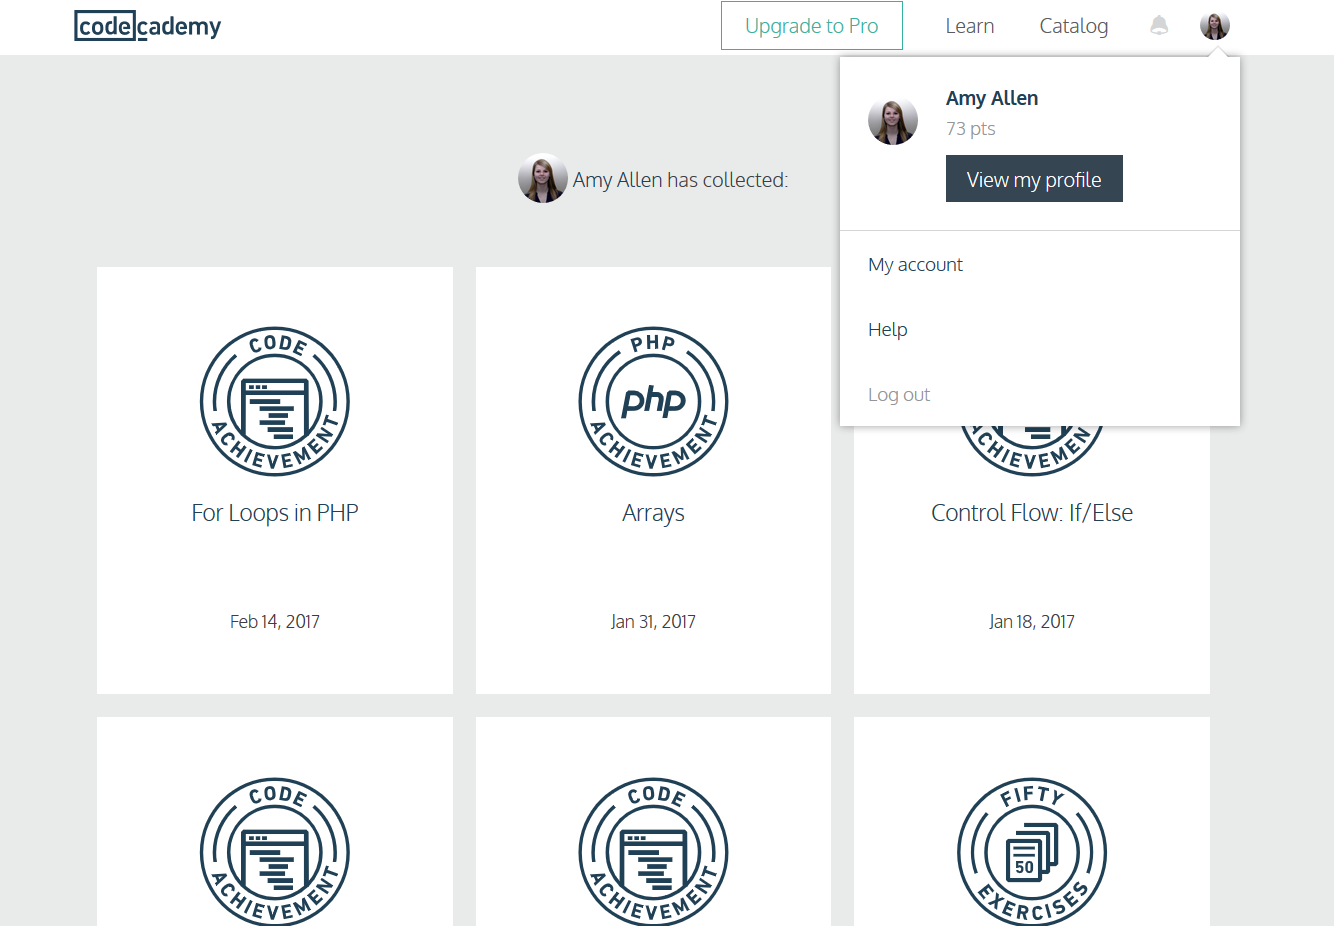 codecademy
Upgrade to Pro
Learn
Catalog
Amy Allen
73 pts
View my profile
My account
Help
Log out
Amy Allen has collected:
CODE
ACHIEVEMENT
For Loops in PHP
Feb 14, 2017
PHP
php
ACHIEVEMENT
Arrays
Jan 31, 2017
ACHIEVEMENT
Control Flow: If/Else
Jan 18, 2017
CODE
ACHIEVEMENT
CODE
ACHIEVEMENT
FIFTY
50
EXERCISES